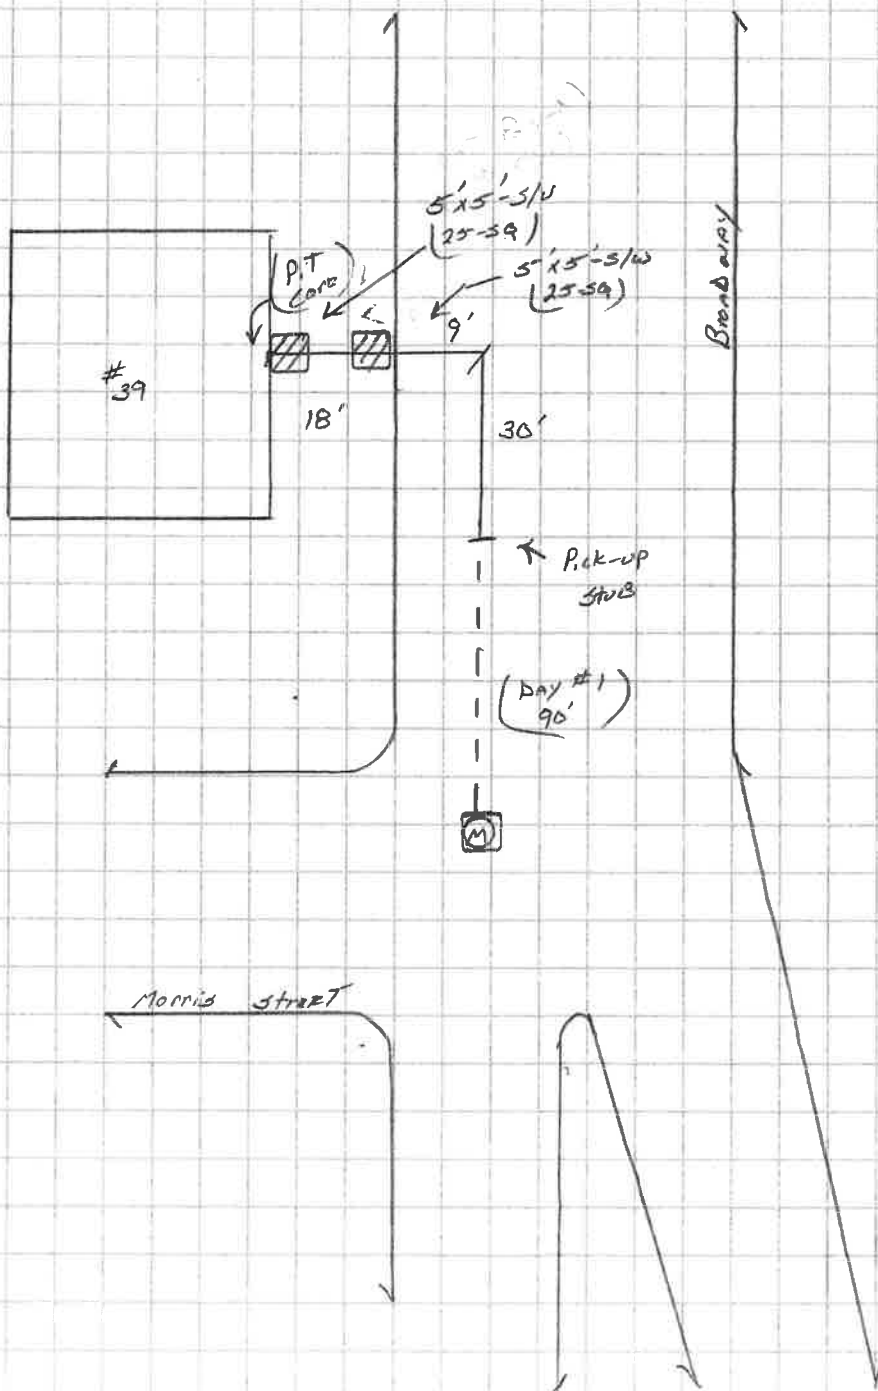 5'x5'-S/W
(25-SQ)
5'x5'-S/W
(25-SQ)
(P.T
Core)
9'
#39
18'
30'
Broadway
Pick-up
Stub
(Day #1)
90'
M
Morris Street